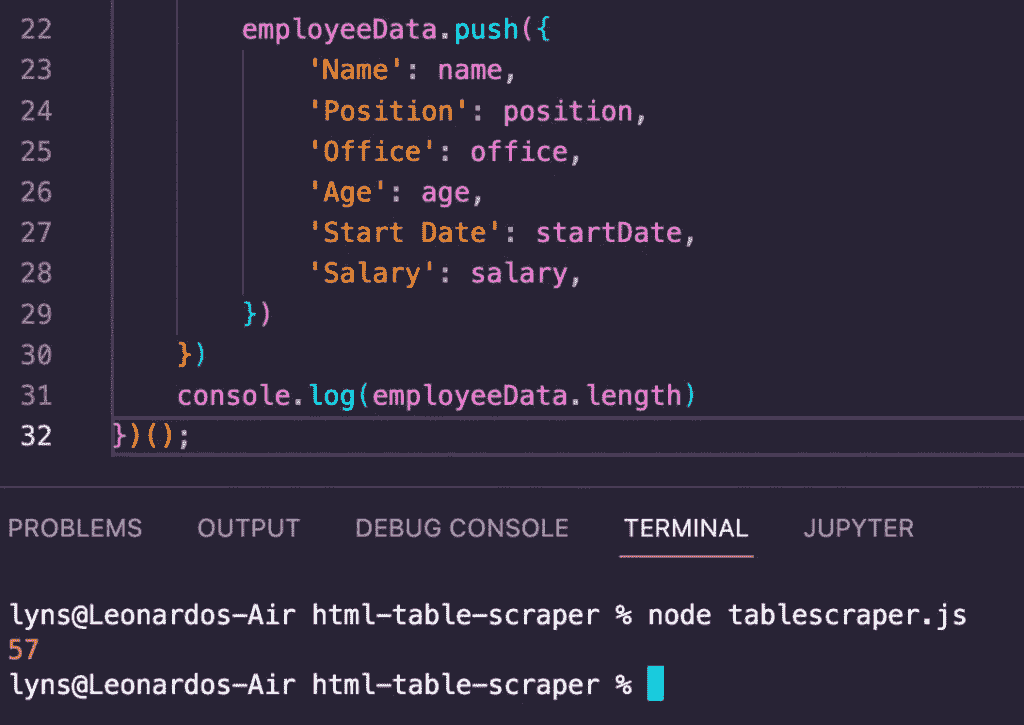 22 employeeData.push({
23 'Name': name,
24 'Position': position,
25 'Office': office,
26 'Age': age,
27 'Start Date': startDate,
28 'Salary': salary,
29 })
30 })
31 console.log(employeeData.length)
32 })();
PROBLEMS OUTPUT DEBUG CONSOLE TERMINAL JUPYTER
lyns@Leonardos-Air html-table-scraper % node tablescraper.js
57
lyns@Leonardos-Air html-table-scraper %